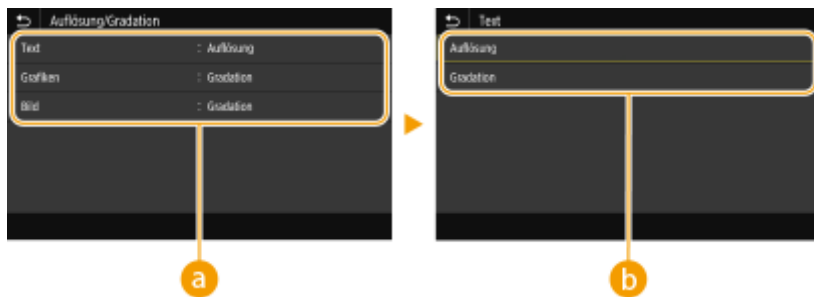 Auflösung/Gradation
Text : Auflösung
Grafiken : Gradation
Bild : Gradation
a
Text
Auflösung
Gradation
b